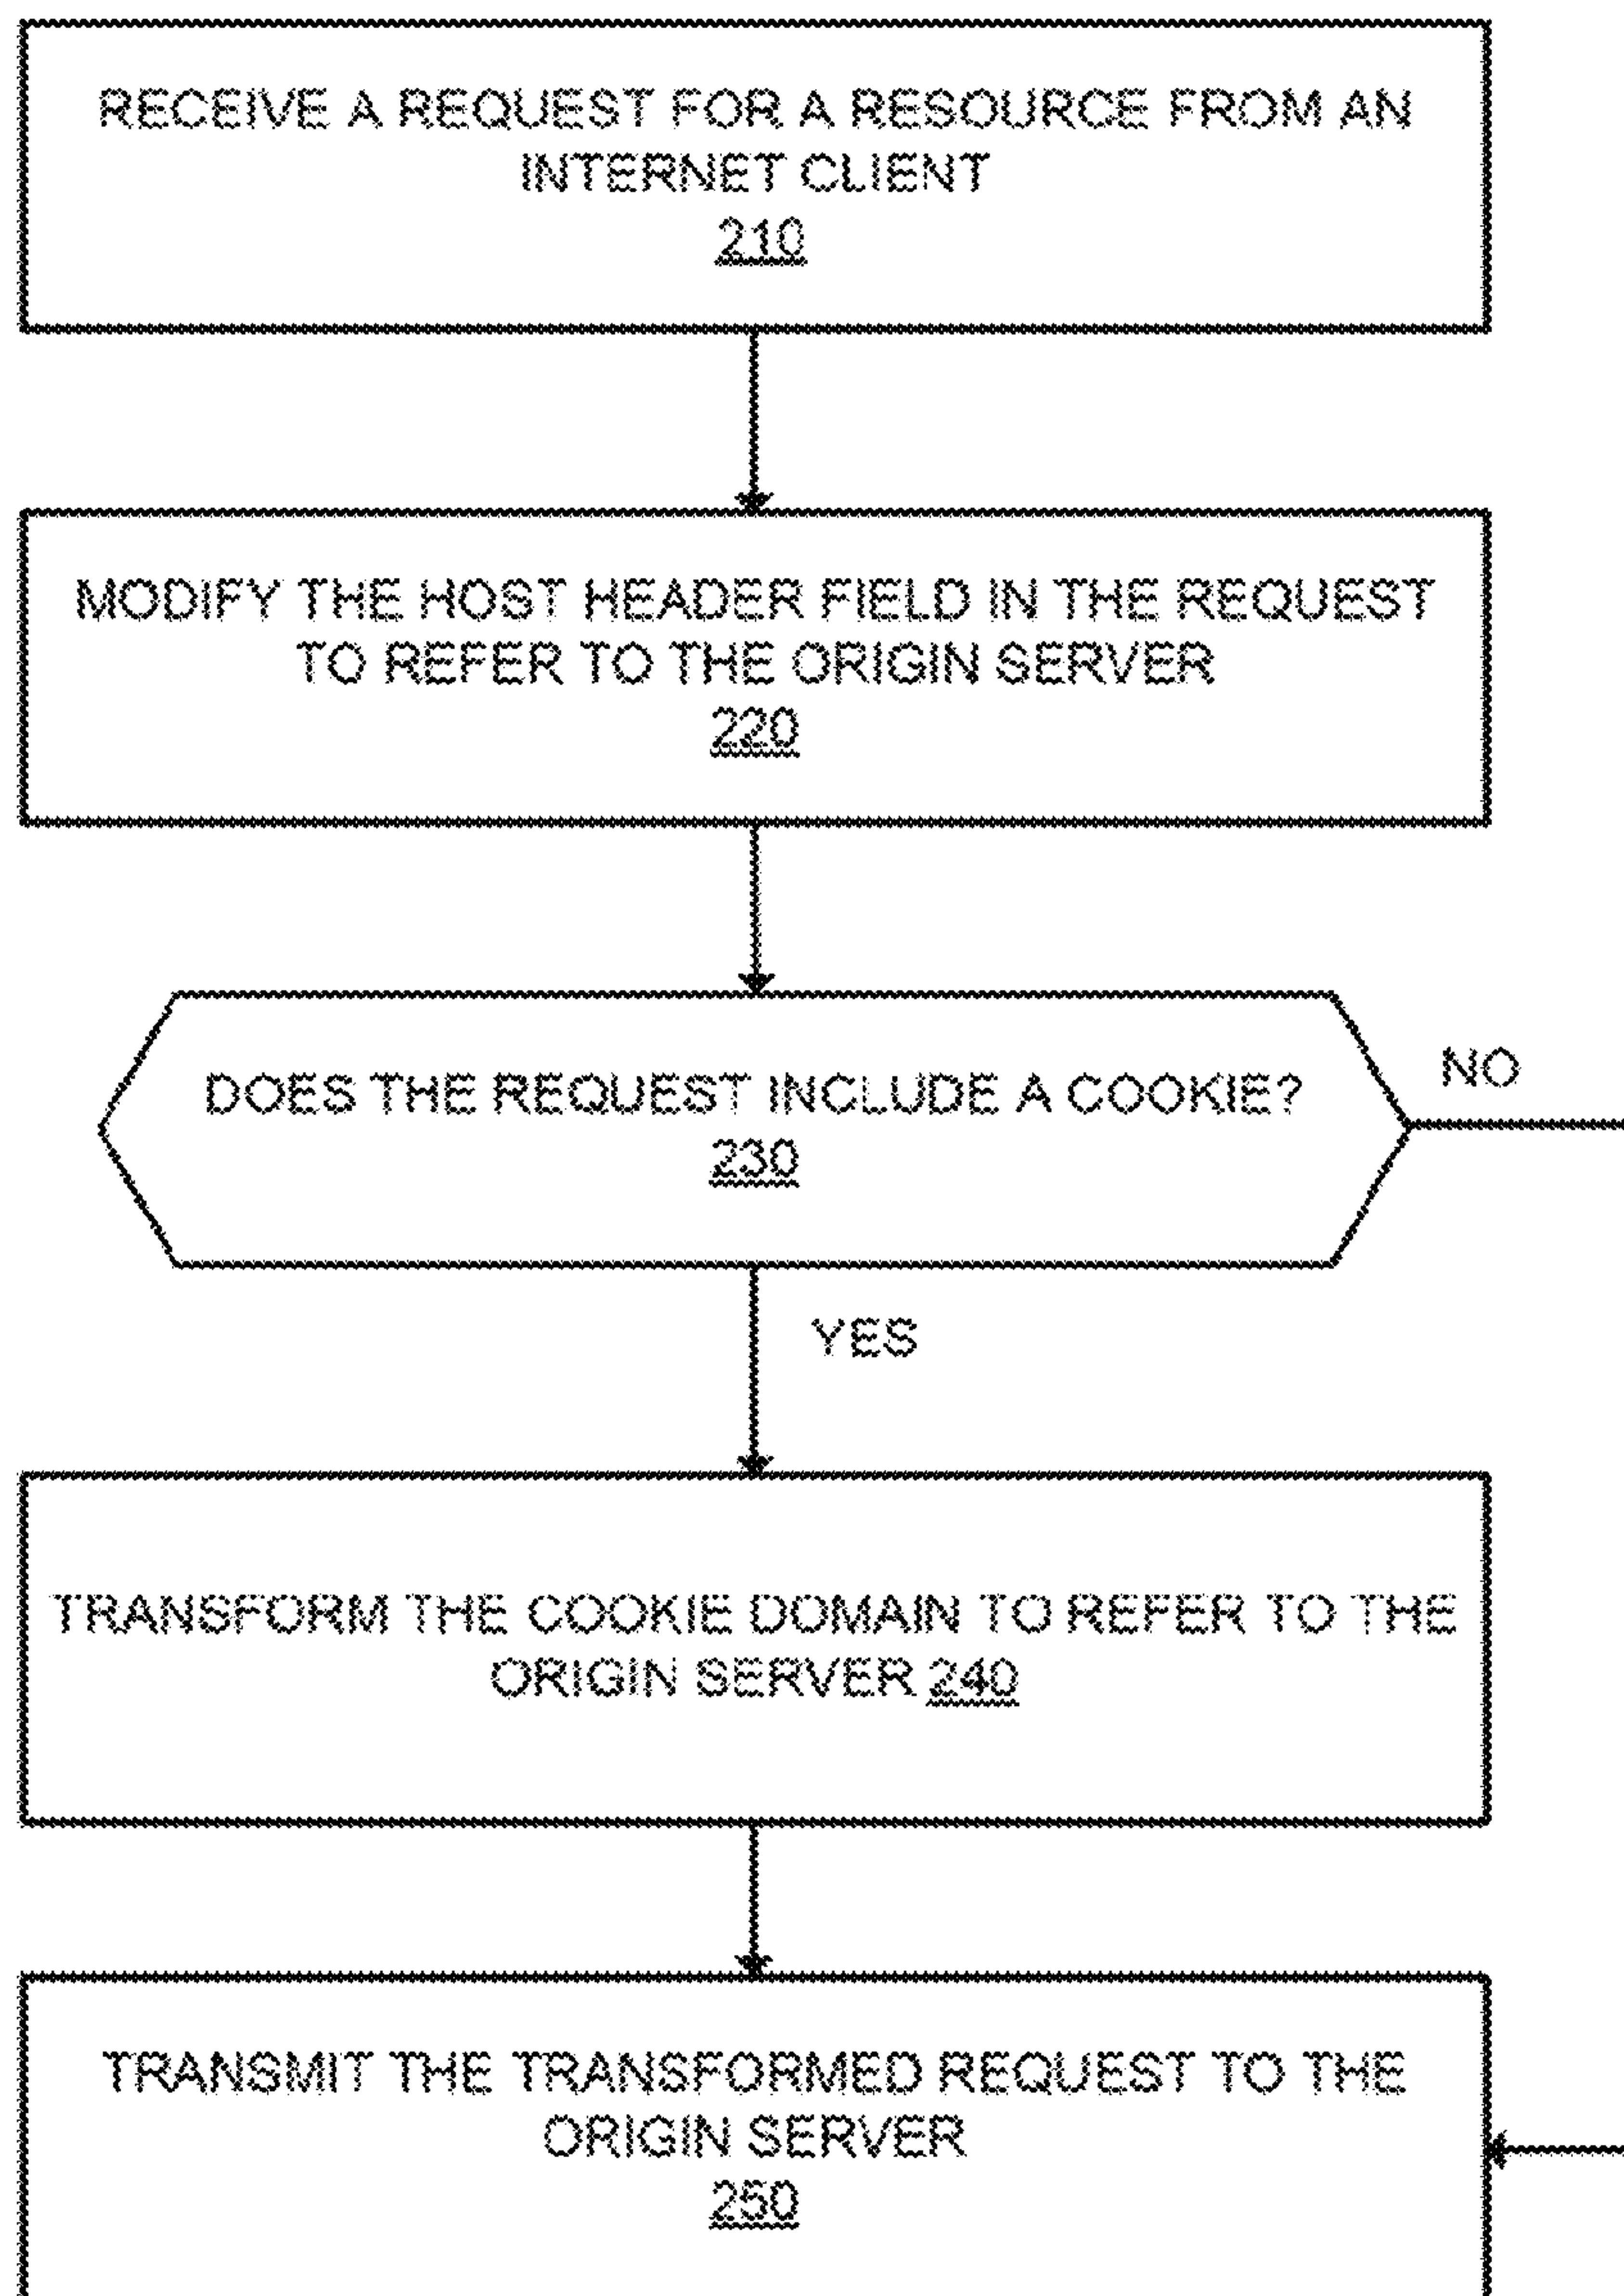 RECEIVE A REQUEST FOR A RESOURCE FROM AN
INTERNET CLIENT
210
MODIFY THE HOST HEADER FIELD IN THE REQUEST
TO REFER TO THE ORIGIN SERVER
220
DOES THE REQUEST INCLUDE A COOKIE?
230
NO
YES
TRANSFORM THE COOKIE DOMAIN TO REFER TO THE
ORIGIN SERVER 240
TRANSMIT THE TRANSFORMED REQUEST TO THE
ORIGIN SERVER
250